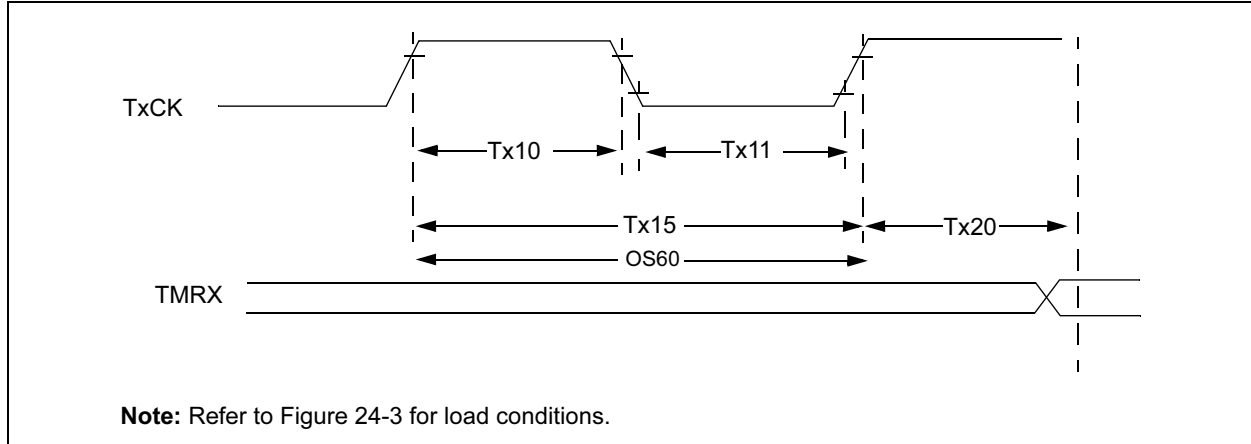 TxCK
Tx10
Tx11
Tx15
Tx20
OS60
TMRX
Note: Refer to Figure 24-3 for load conditions.